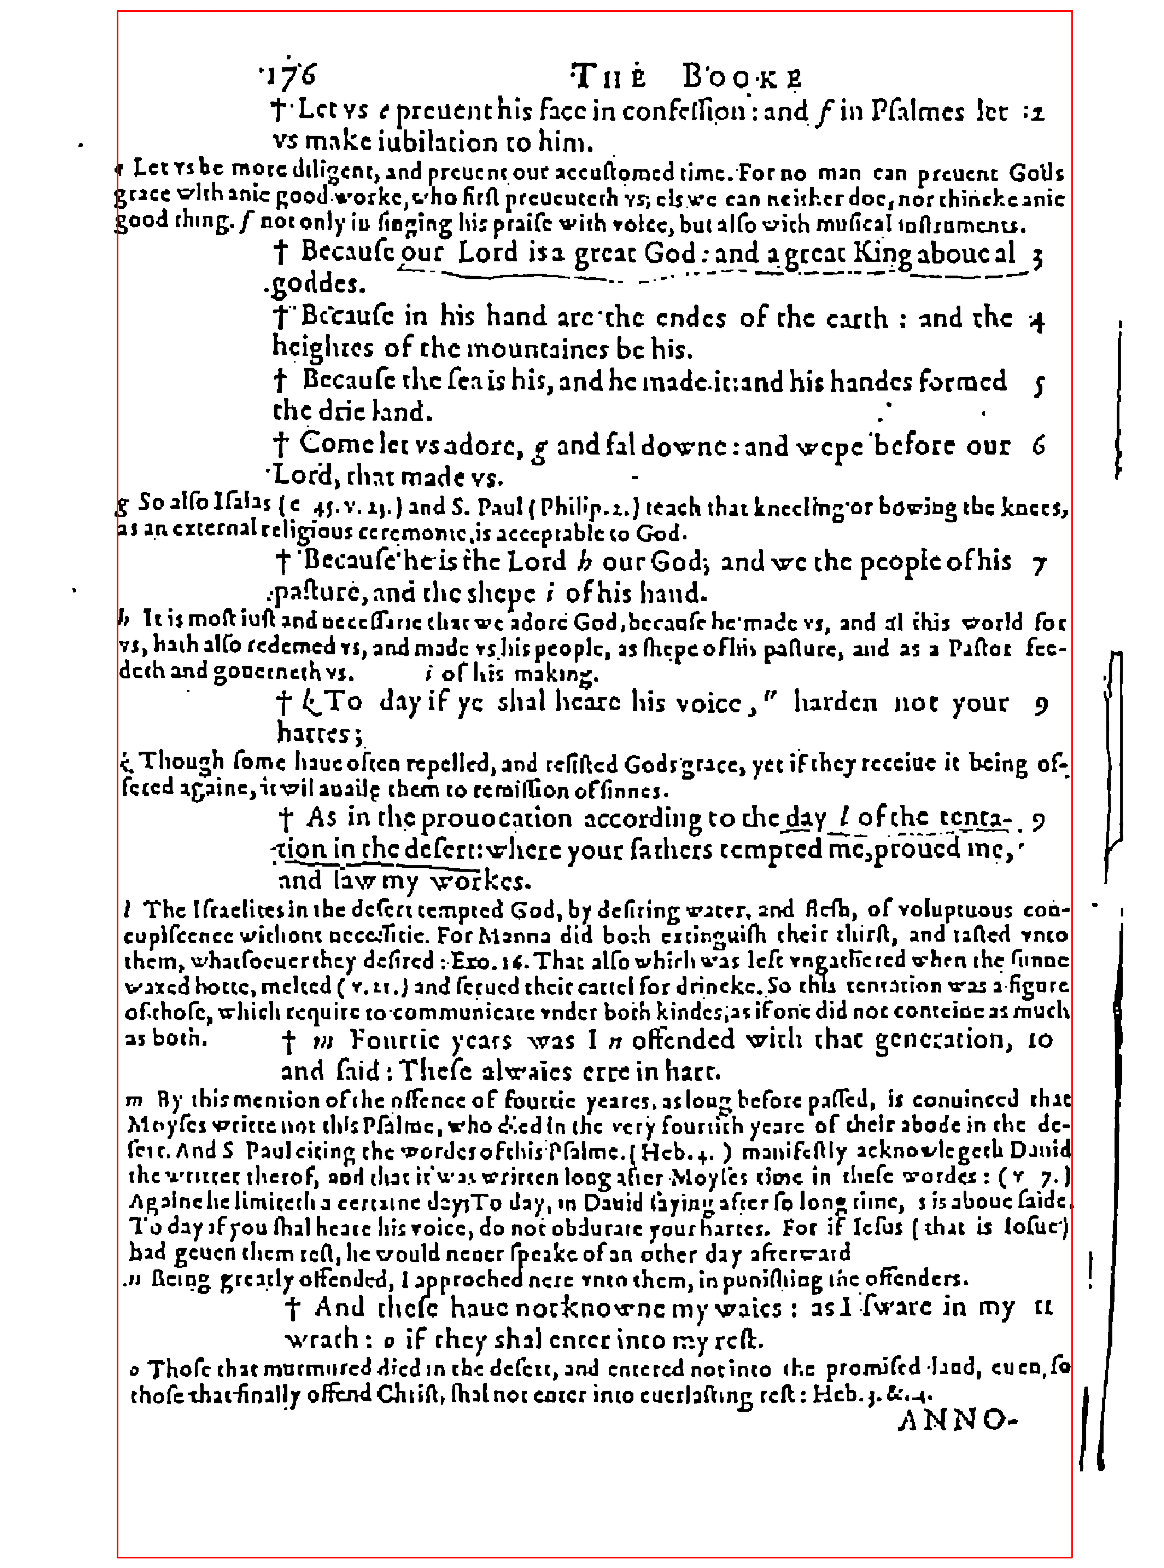 176 THE BOOKE
† Let vs e preuent his face in confeſſion: and f in Pſalmes let :2
vs make iubilation to him.
e Let vs be more diligent, and preuent our accuſtomed time. For no man can preuent Gods
grace with anie good worke, who firſt preuenteth vs; els we can neither doe, nor thincke anie
good thing. f not only in ſinging his praiſe with voice, but alſo with muſical inſtruments.
† Becauſe our Lord is a great God: and a great King aboue al 3
goddes.
† Becauſe in his hand are the endes of the earth : and the 4
heightes of the mountaines be his.
† Becauſe the ſea is his, and he made it: and his handes formed 5
the drie land.
† Come let vs adore, g and fal downe: and wepe before our 6
Lord, that made vs.
g So alſo Iſaias (c 45. v. 23.) and S. Paul (Philip. 2.) teach that kneeling or bowing the knees,
as an external religious ceremonie, is acceptable to God.
† Becauſe he is the Lord h our God; and we the people of his 7
paſture, and the shepe i of his hand.
h It is moſt iuſt and neceſſarie that we adore God, becauſe he made vs, and al this world for
vs, hath alſo redemed vs, and made vs his people, as ſhepe of his paſture, and as a Paſtor fee-
deth and gouerneth vs. i of his making.
† k To day if ye shal heare his voice," harden not your 9
hartes;
k Though ſome haue often repelled, and reſiſted Gods grace, yet if they receiue it being of-
fered againe, it wil auaile them to remiſſion of ſinnes.
† As in the prouocation according to the day l of the tenta- 9
tion in the deſert: where your fathers tempted me, proued me,
and ſaw my workes.
l The Iſraelites in the deſert tempted God, by deſiring water, and fleſh, of voluptuous con-
cupiſcence without neceſſitie. For Manna did both extinguiſh their thirſt, and taſted vnto
them, whatſoeuer they deſired: Exo. 16. That alſo which was left vngathered when the ſunne
waxed hotte, melted (v. 21.) and ſerued their cattel for drincke. So this tentation was a figure
of thoſe, which require to communicate vnder both kindes; as if one did not conteine as much
as both. † m Fourtie years was I n offended with that generation, 10
and ſaid: Theſe alwaies erre in hart.
m By this mention of the offence of fourtie yeares, as long before paſſed, is conuinced that
Moyſes writte not this Pſalme, who died in the very fourtith yeare of their abode in the de-
ſert. And S Paul citing the wordes of this Pſalme. (Heb. 4. ) manifeſtly acknowlegeth Dauid
the writter therof, and that it was written long after Moyſes time in theſe wordes: (v 7.)
Againe he limiteth a certaine day; To day, in Dauid ſaying after ſo long time, s is aboue ſaide.
To day if you ſhal heare his voice, do not obdurate your hartes. For if Ieſus (that is Ioſue)
had geuen them reſt, he would neuer ſpeake of an other day afterward
n Being greatly offended, I approched nere vnto them, in puniſhing the offenders.
† And theſe haue not knowne my waies : as I ſware in my 11
wrath: o if they shal enter into my reſt.
o Thoſe that murmured died in the deſert, and entered not into the promiſed land, euen, ſo
thoſe that finally offend Chriſt, ſhal not enter into euerlaſting reſt: Heb. 3. &. 4.
ANNO-